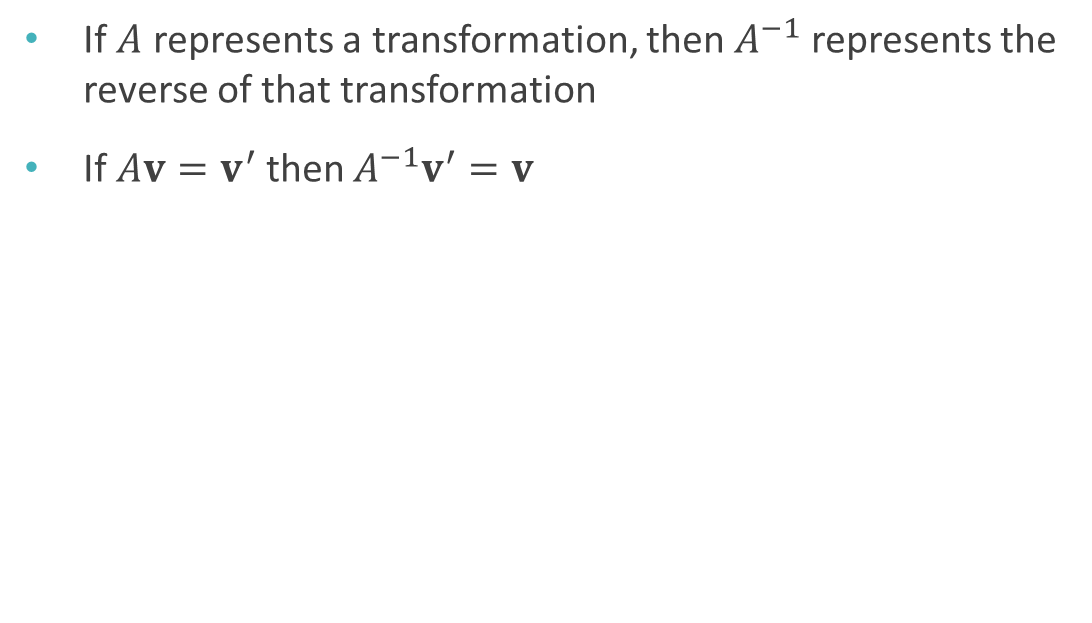 • If A represents a transformation, then A⁻¹ represents the
reverse of that transformation
• If Av = v′ then A⁻¹v′ = v